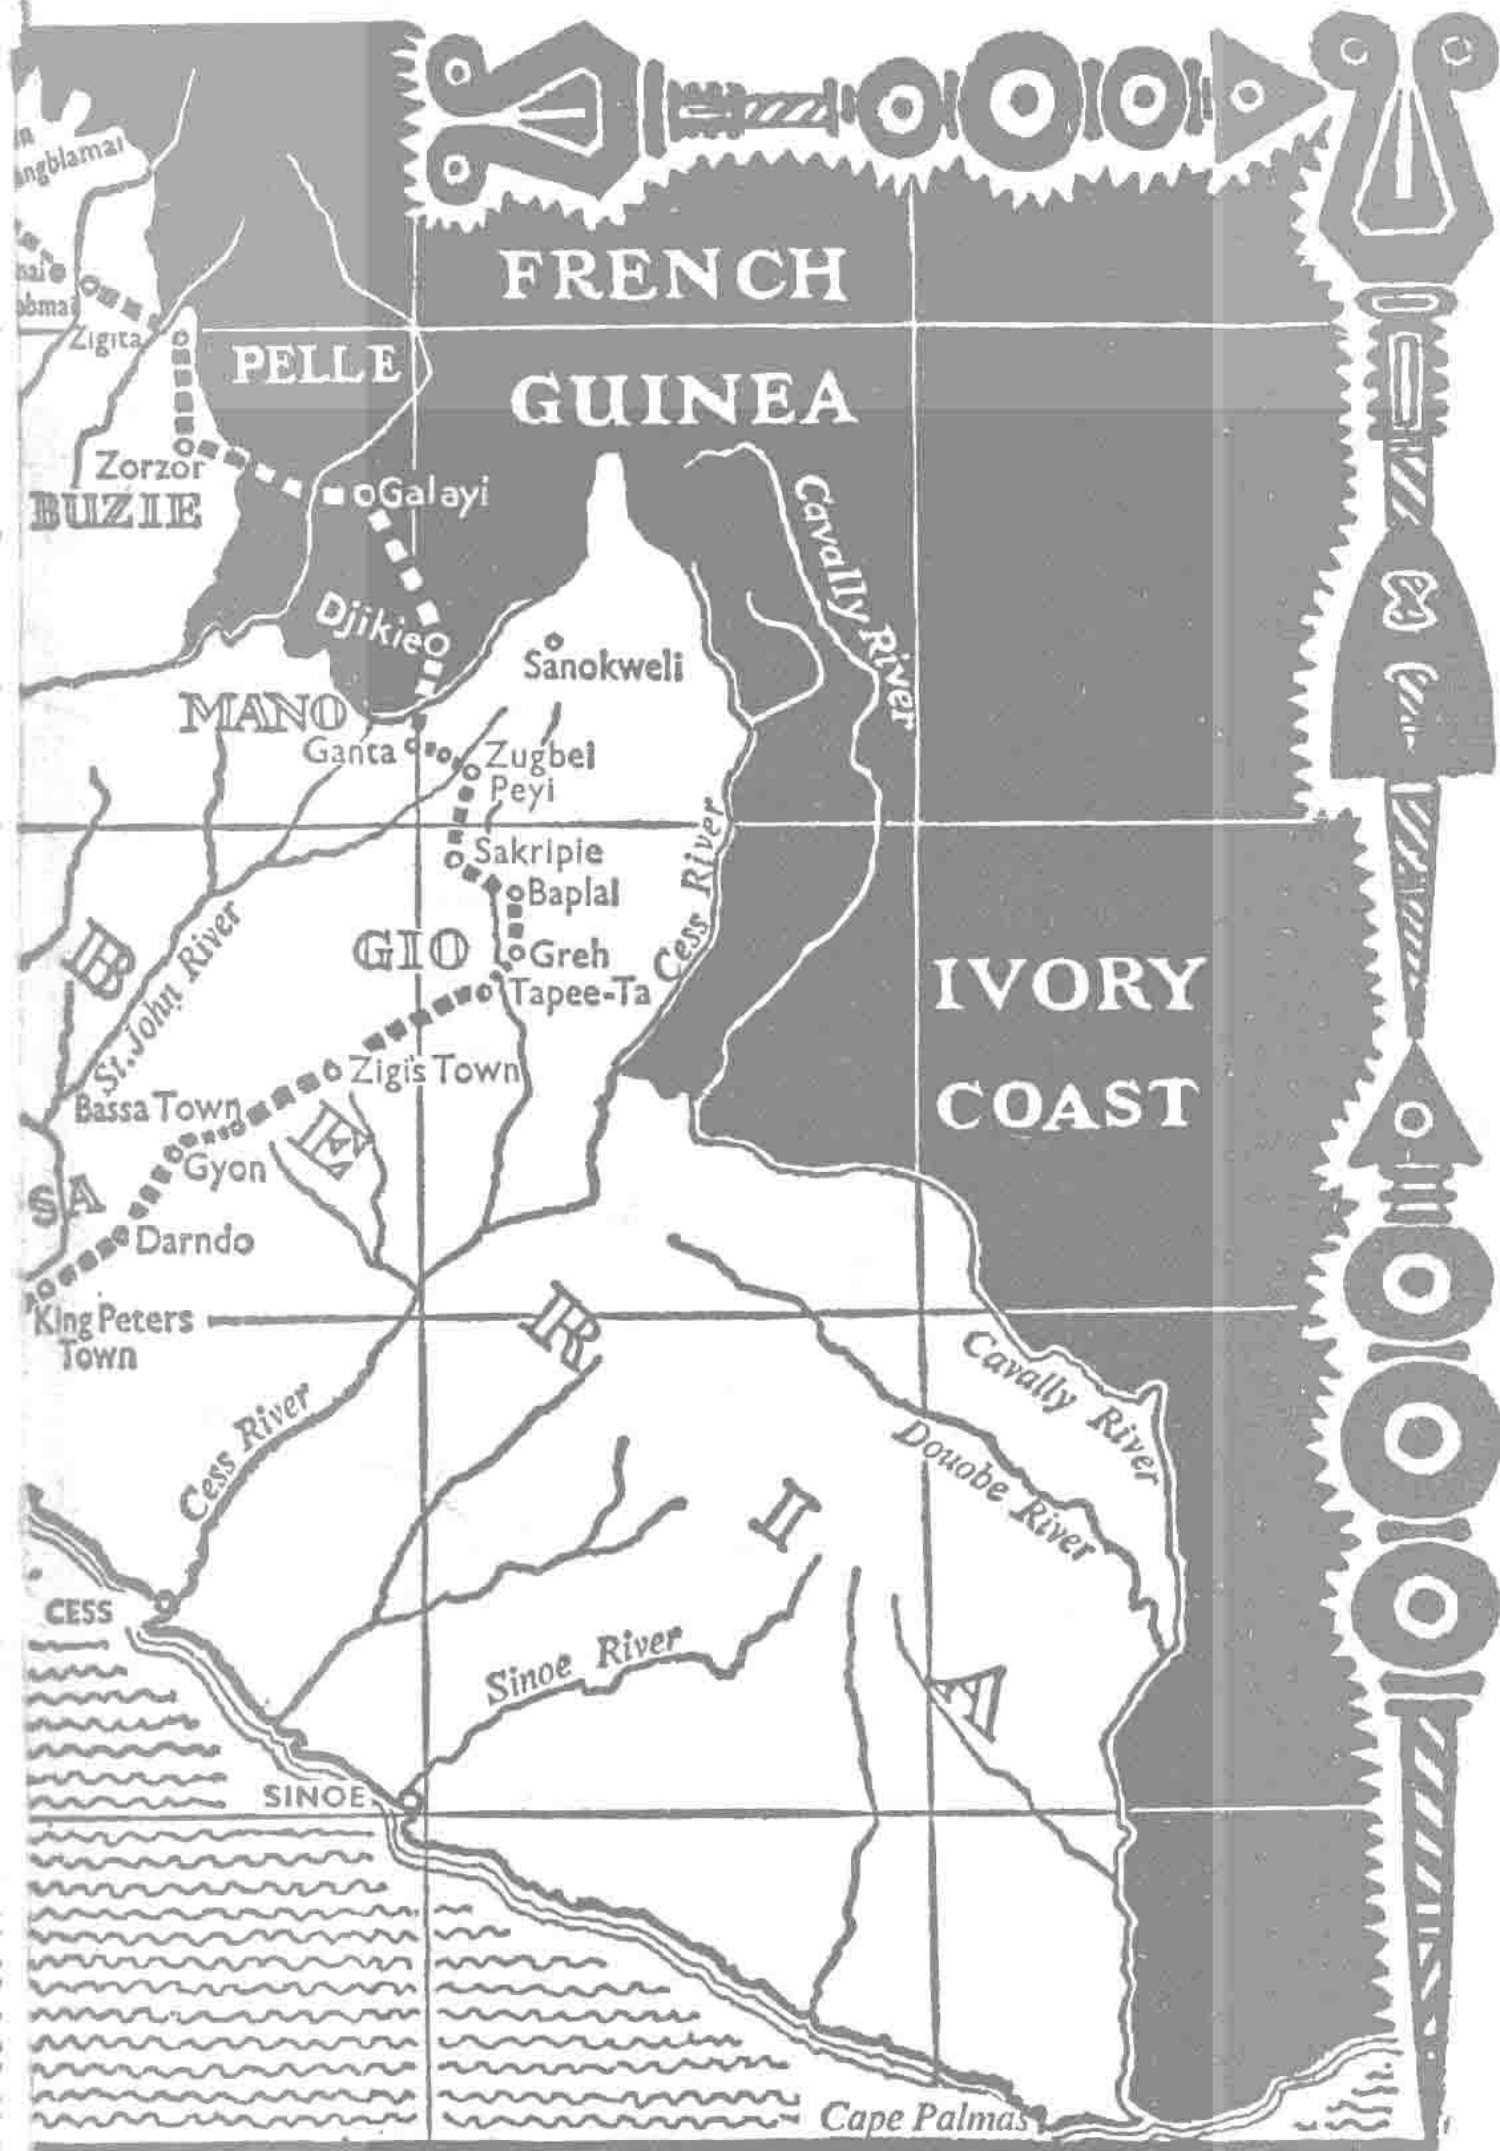 FRENCH
GUINEA
Zigita
PELLE
Zorzor
BUZIE
Galayi
Cavally River
Djikie
Sanokweli
MANO
Ganta
Zugbei
Peyi
Sakripie
Baplai
Cess River
GIO
Greh
Tapee-Ta
IVORY
COAST
B
St. John River
Zigi's Town
Bassa Town
E
Gyon
SA
Darndo
King Peters
Town
R
Cavally River
Cess River
Douobe River
I
CESS
Sinoe River
A
SINOE
Cape Palmas